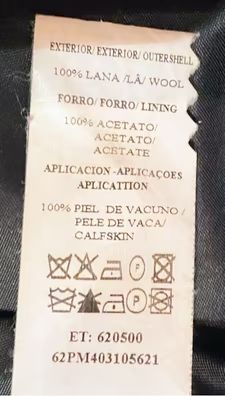 EXTERIOR/ EXTERIOR/ OUTERSHELL
100% LANA /LÂ/ WOOL
FORRO/ FORRO/ LINING
100% ACETATO/
ACETATO/
ACETATE
APLICACION -APLICAÇOES
APLICATTION
100% PIEL DE VACUNO /
PELE DE VACA/
CALFSKIN
P
F
ET: 620500
62PM403105621